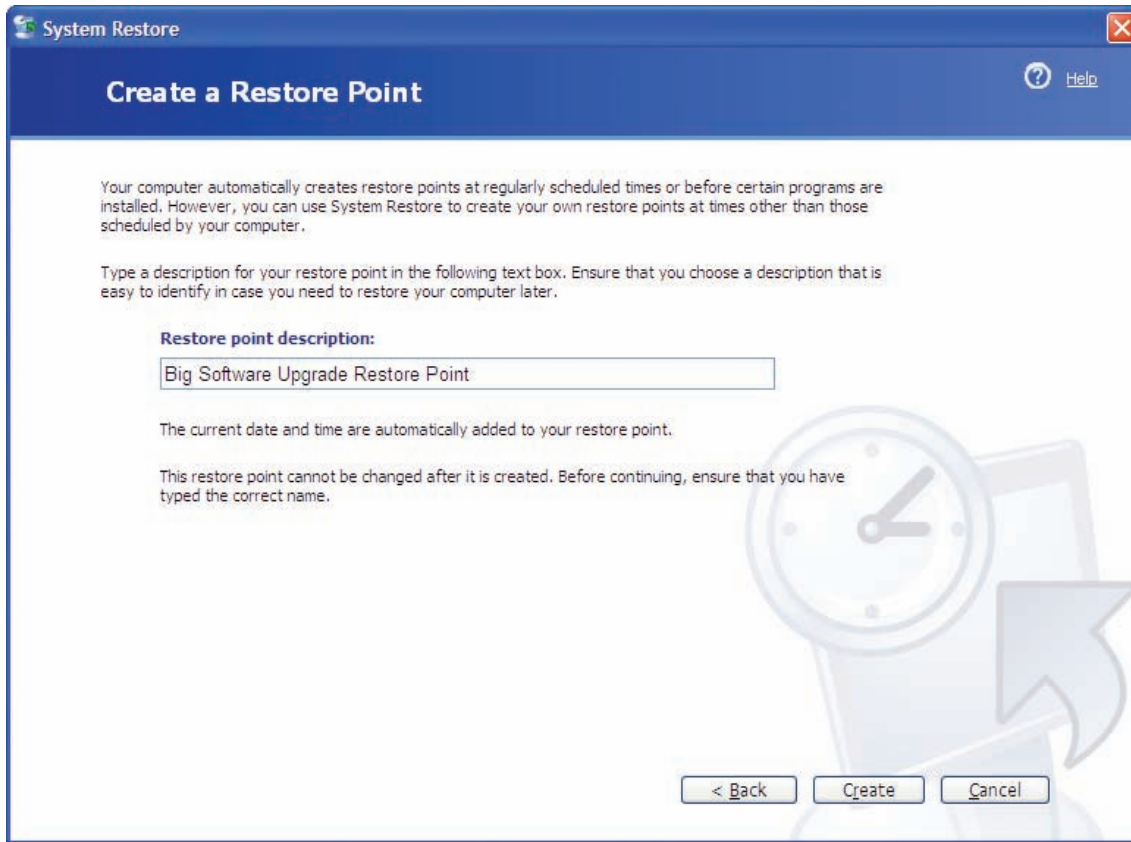 System Restore
Create a Restore Point
? Help
Your computer automatically creates restore points at regularly scheduled times or before certain programs are
installed. However, you can use System Restore to create your own restore points at times other than those
scheduled by your computer.
Type a description for your restore point in the following text box. Ensure that you choose a description that is
easy to identify in case you need to restore your computer later.
Restore point description:
Big Software Upgrade Restore Point
The current date and time are automatically added to your restore point.
This restore point cannot be changed after it is created. Before continuing, ensure that you have
typed the correct name.
< Back Create Cancel